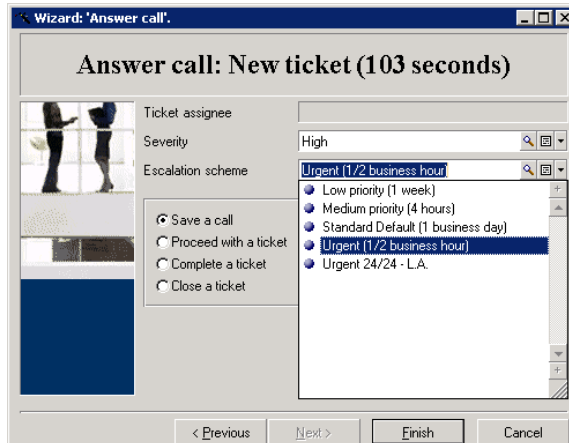 Wizard: 'Answer call'.
Answer call: New ticket (103 seconds)
Ticket assignee
Severity
High
Escalation scheme
Urgent (1/2 business hour)
Low priority (1 week)
Medium priority (4 hours)
Standard Default (1 business day)
Urgent (1/2 business hour)
Urgent 24/24 - L.A.
Save a call
Proceed with a ticket
Complete a ticket
Close a ticket
< Previous
Next >
Finish
Cancel